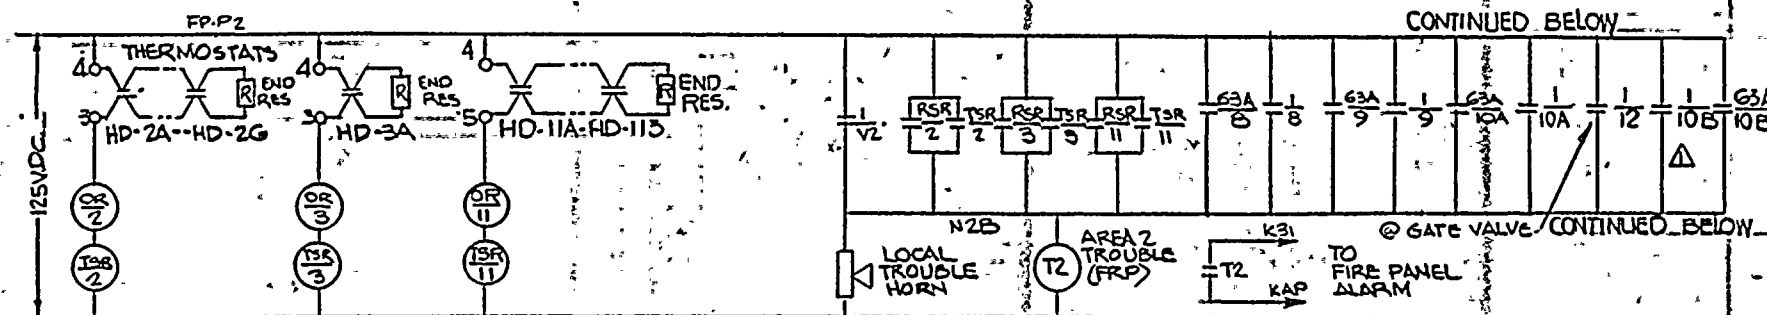 FP-P2
CONTINUED BELOW
THERMOSTATS
4
4
4
R
END
RES
R
END
RES
R
END
RES.
3
3
5
HD-2A--HD-2G
HD-3A
HD-11A-HD-113
125V.DC.
OR
2
OR
3
OR
11
TSR
2
TSR
3
TSR
11
1
V2
RSR
2
TSR
2
RSR
3
TSR
3
RSR
11
TSR
11
63A
8
1
8
63A
9
1
9
63A
10A
1
10A
1
12
1
10B
63A
10B
1
N2B
@ GATE VALVE
CONTINUED BELOW
LOCAL
TROUBLE
HORN
T2
AREA 2
TROUBLE
(FRP)
K31
T2
KAP
TO
FIRE PANEL
ALARM